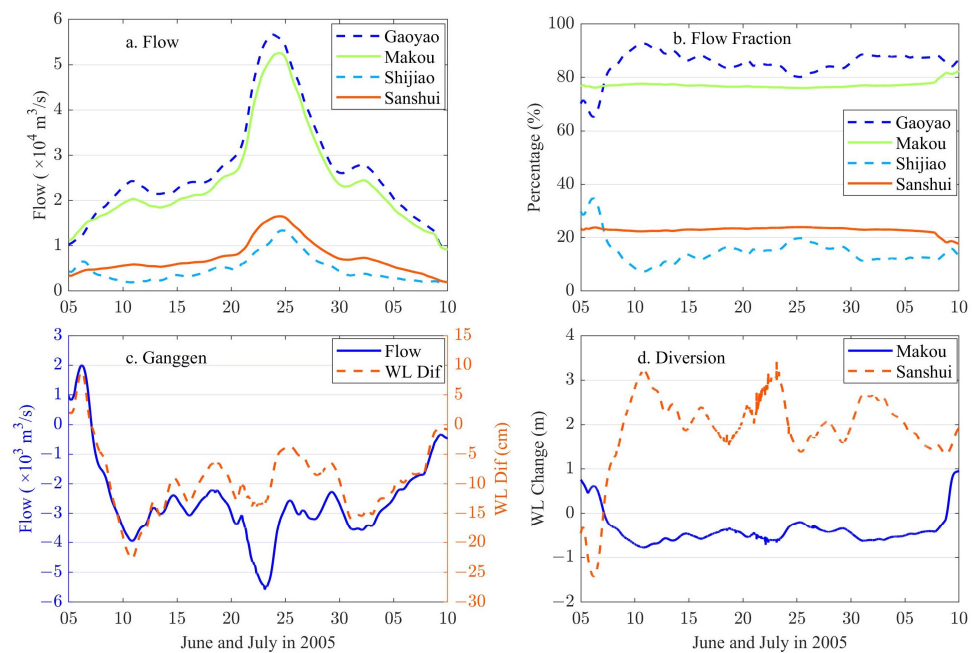 a. Flow
Gaoyao
Makou
Shijiao
Sanshui
Flow ( ×10⁴ m³/s)
6
5
4
3
2
1
0
05 10 15 20 25 30 05 10
b. Flow Fraction
Gaoyao
Makou
Shijiao
Sanshui
Percentage (%)
100
80
60
40
20
0
05 10 15 20 25 30 05 10
c. Ganggen
Flow
WL Dif
Flow ( ×10³ m³/s)
3
2
1
0
−1
−2
−3
−4
−5
−6
WL Dif (cm)
15
10
5
0
−5
−10
−15
−20
−25
−30
05 10 15 20 25 30 05 10
June and July in 2005
d. Diversion
Makou
Sanshui
WL Change (m)
4
3
2
1
0
−1
−2
05 10 15 20 25 30 05 10
June and July in 2005